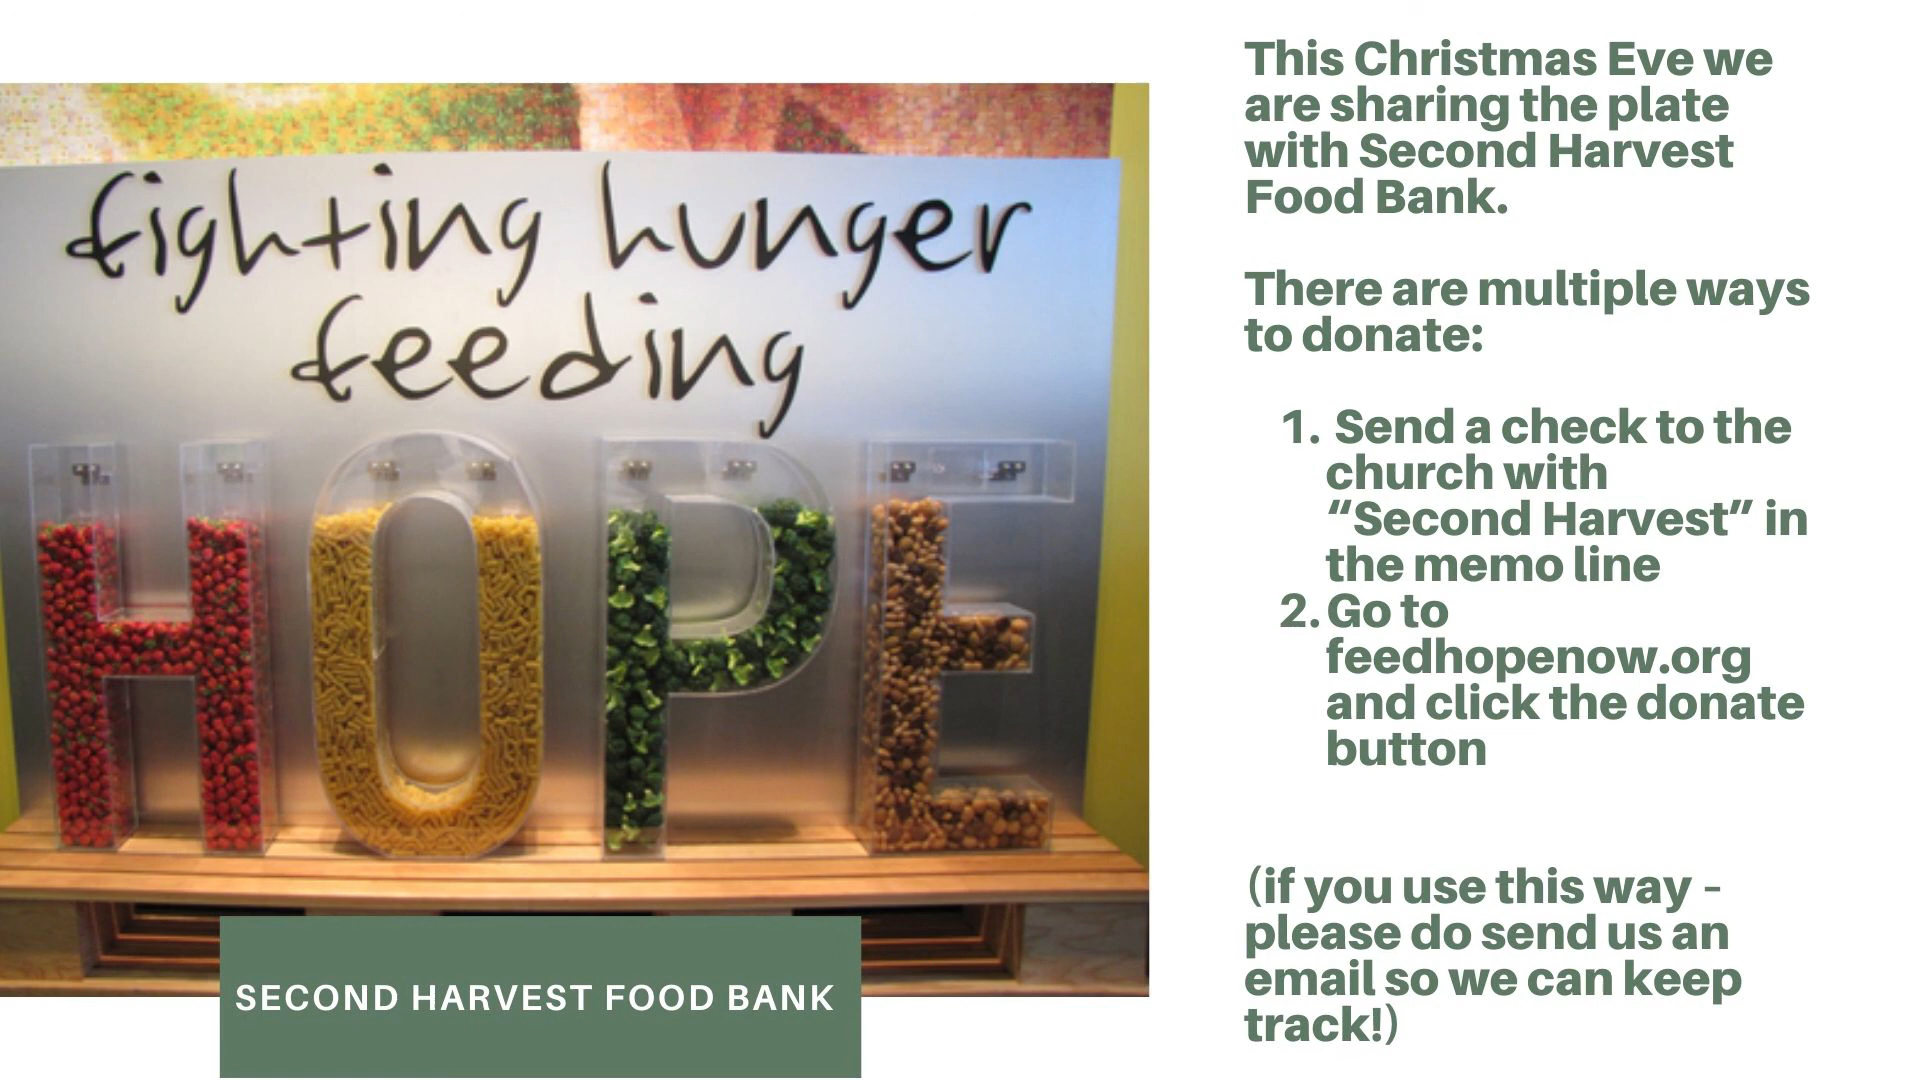 fighting hunger
feeding
HOPE
SECOND HARVEST FOOD BANK
This Christmas Eve we
are sharing the plate
with Second Harvest
Food Bank.
There are multiple ways
to donate:
1. Send a check to the
church with
“Second Harvest” in
the memo line
2. Go to
feedhopenow.org
and click the donate
button
(if you use this way –
please do send us an
email so we can keep
track!)